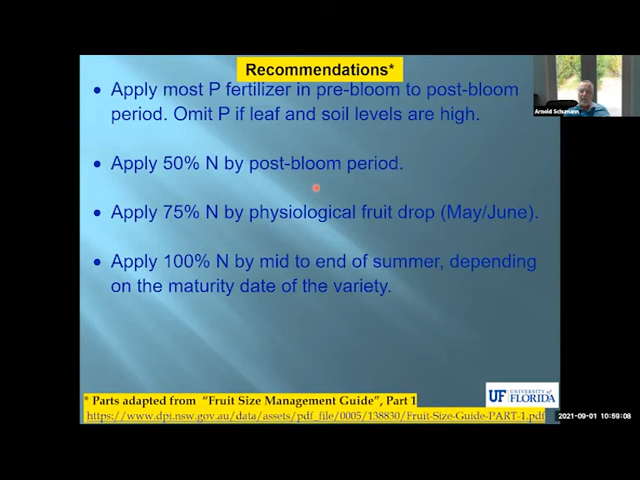 Recommendations*
• Apply most P fertilizer in pre-bloom to post-bloom
period. Omit P if leaf and soil levels are high.
• Apply 50% N by post-bloom period.
• Apply 75% N by physiological fruit drop (May/June).
• Apply 100% N by mid to end of summer, depending
on the maturity date of the variety.
Arnold Schumann
* Parts adapted from "Fruit Size Management Guide", Part 1
https://www.dpi.nsw.gov.au/data/assets/pdf_file/0005/138830/Fruit-Size-Guide-PART-1.pdf
UF UNIVERSITY of
FLORIDA
2021-09-01 10:59:08